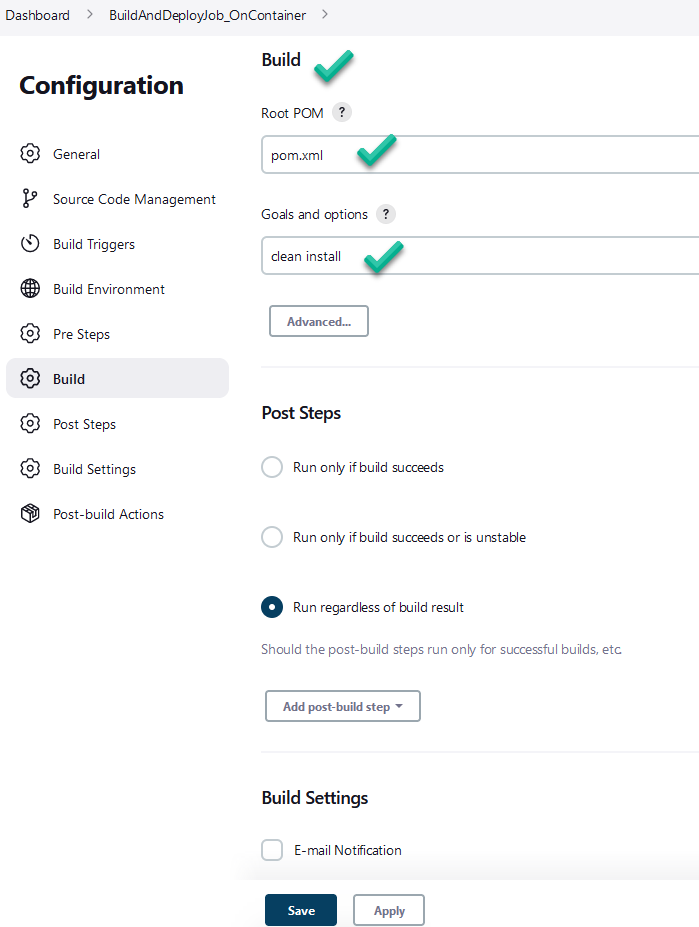 Dashboard > BuildAndDeployJob_OnContainer >
Configuration
General
Source Code Management
Build Triggers
Build Environment
Pre Steps
Build
Post Steps
Build Settings
Post-build Actions
Build
Root POM ?
pom.xml
Goals and options ?
clean install
Advanced...
Post Steps
Run only if build succeeds
Run only if build succeeds or is unstable
Run regardless of build result
Should the post-build steps run only for successful builds, etc.
Add post-build step
Build Settings
E-mail Notification
Save Apply